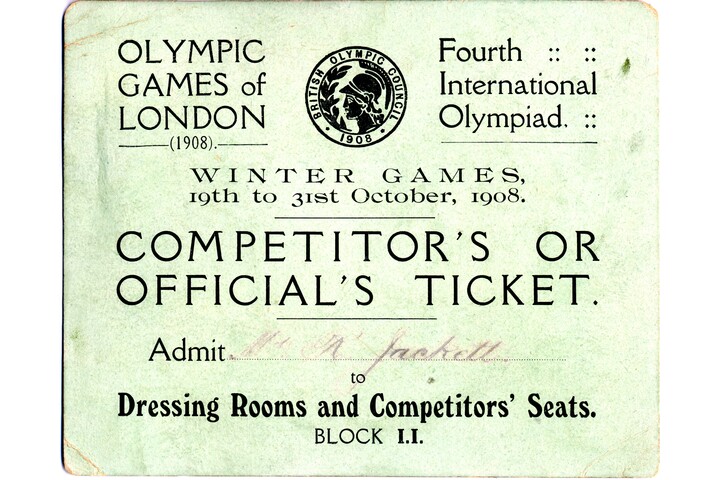 OLYMPIC
GAMES of
LONDON
(1908).
BRITISH OLYMPIC COUNCIL
1908
Fourth :: ::
International
Olympiad. ::
WINTER GAMES,
19th to 31st October, 1908.
COMPETITOR'S OR
OFFICIAL'S TICKET.
Admit Jackett
to
Dressing Rooms and Competitors' Seats.
BLOCK I.I.